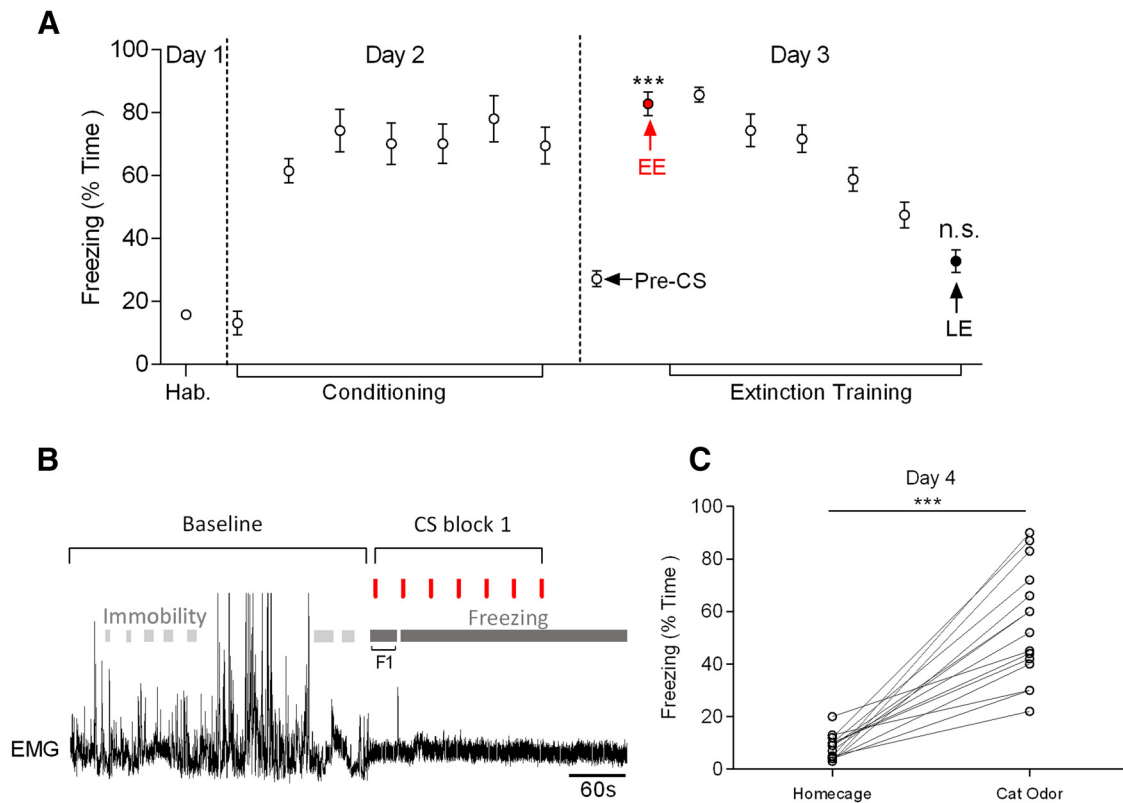 A
Day 1
Day 2
Day 3
Freezing (% Time )
100
80
60
40
20
0
***
EE
Pre-CS
n.s.
LE
Hab.
Conditioning
Extinction Training
B
Baseline
CS block 1
Immobility
Freezing
F1
EMG
60s
C
Day 4
***
Freezing (% Time)
100
80
60
40
20
0
Homecage
Cat Odor